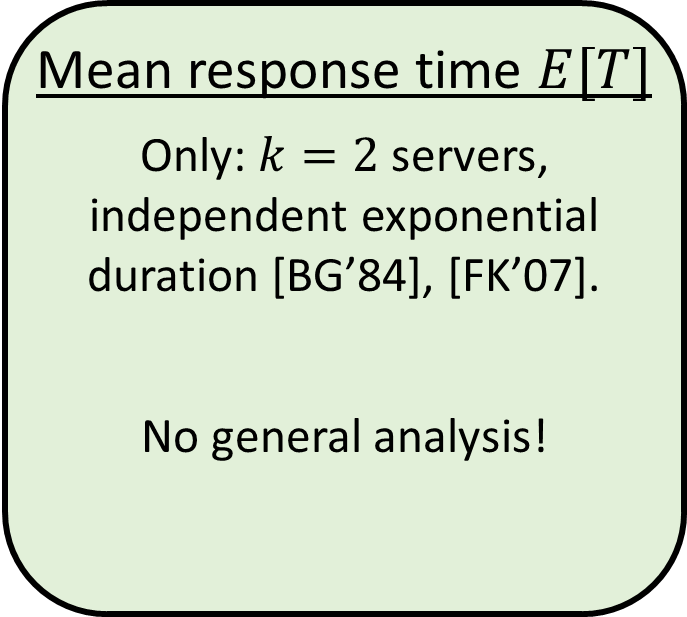 Mean response time E[T]
Only: k = 2 servers,
independent exponential
duration [BG’84], [FK’07].
No general analysis!